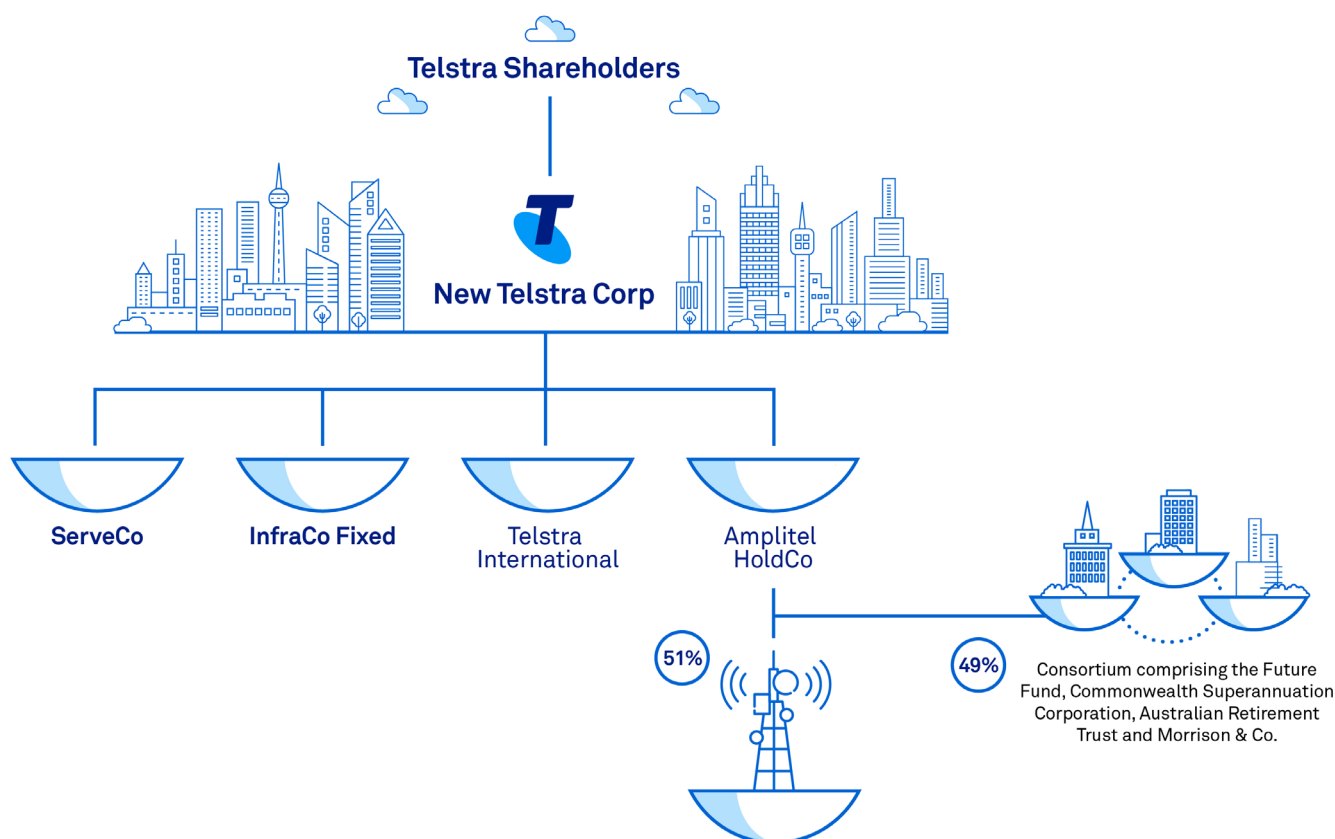 Telstra Shareholders
T
New Telstra Corp
ServeCo
InfraCo Fixed
Telstra
International
Amplitel
HoldCo
51%
49%
Consortium comprising the Future
Fund, Commonwealth Superannuation
Corporation, Australian Retirement
Trust and Morrison & Co.